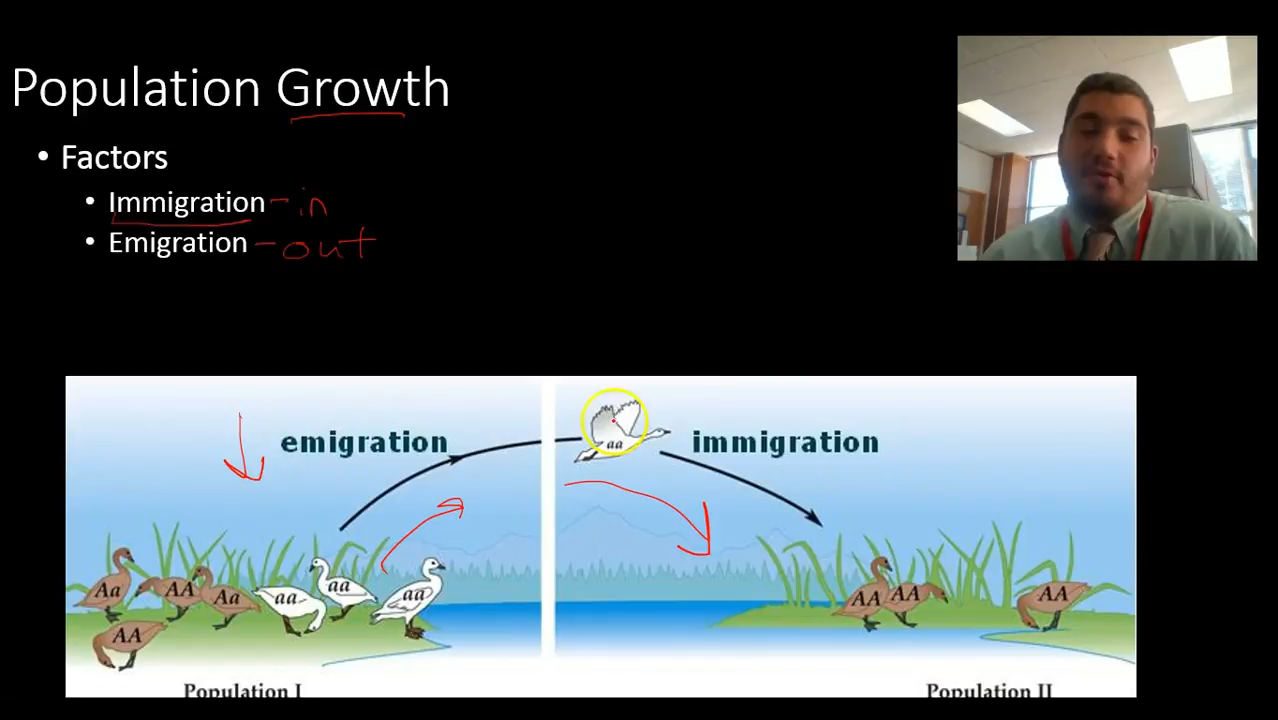 Population Growth
• Factors
• Immigration - in
• Emigration - out
emigration
immigration
aa
Aa
AA
Aa
aa
aa
aa
AA
AA
AA
AA
Population I
Population II